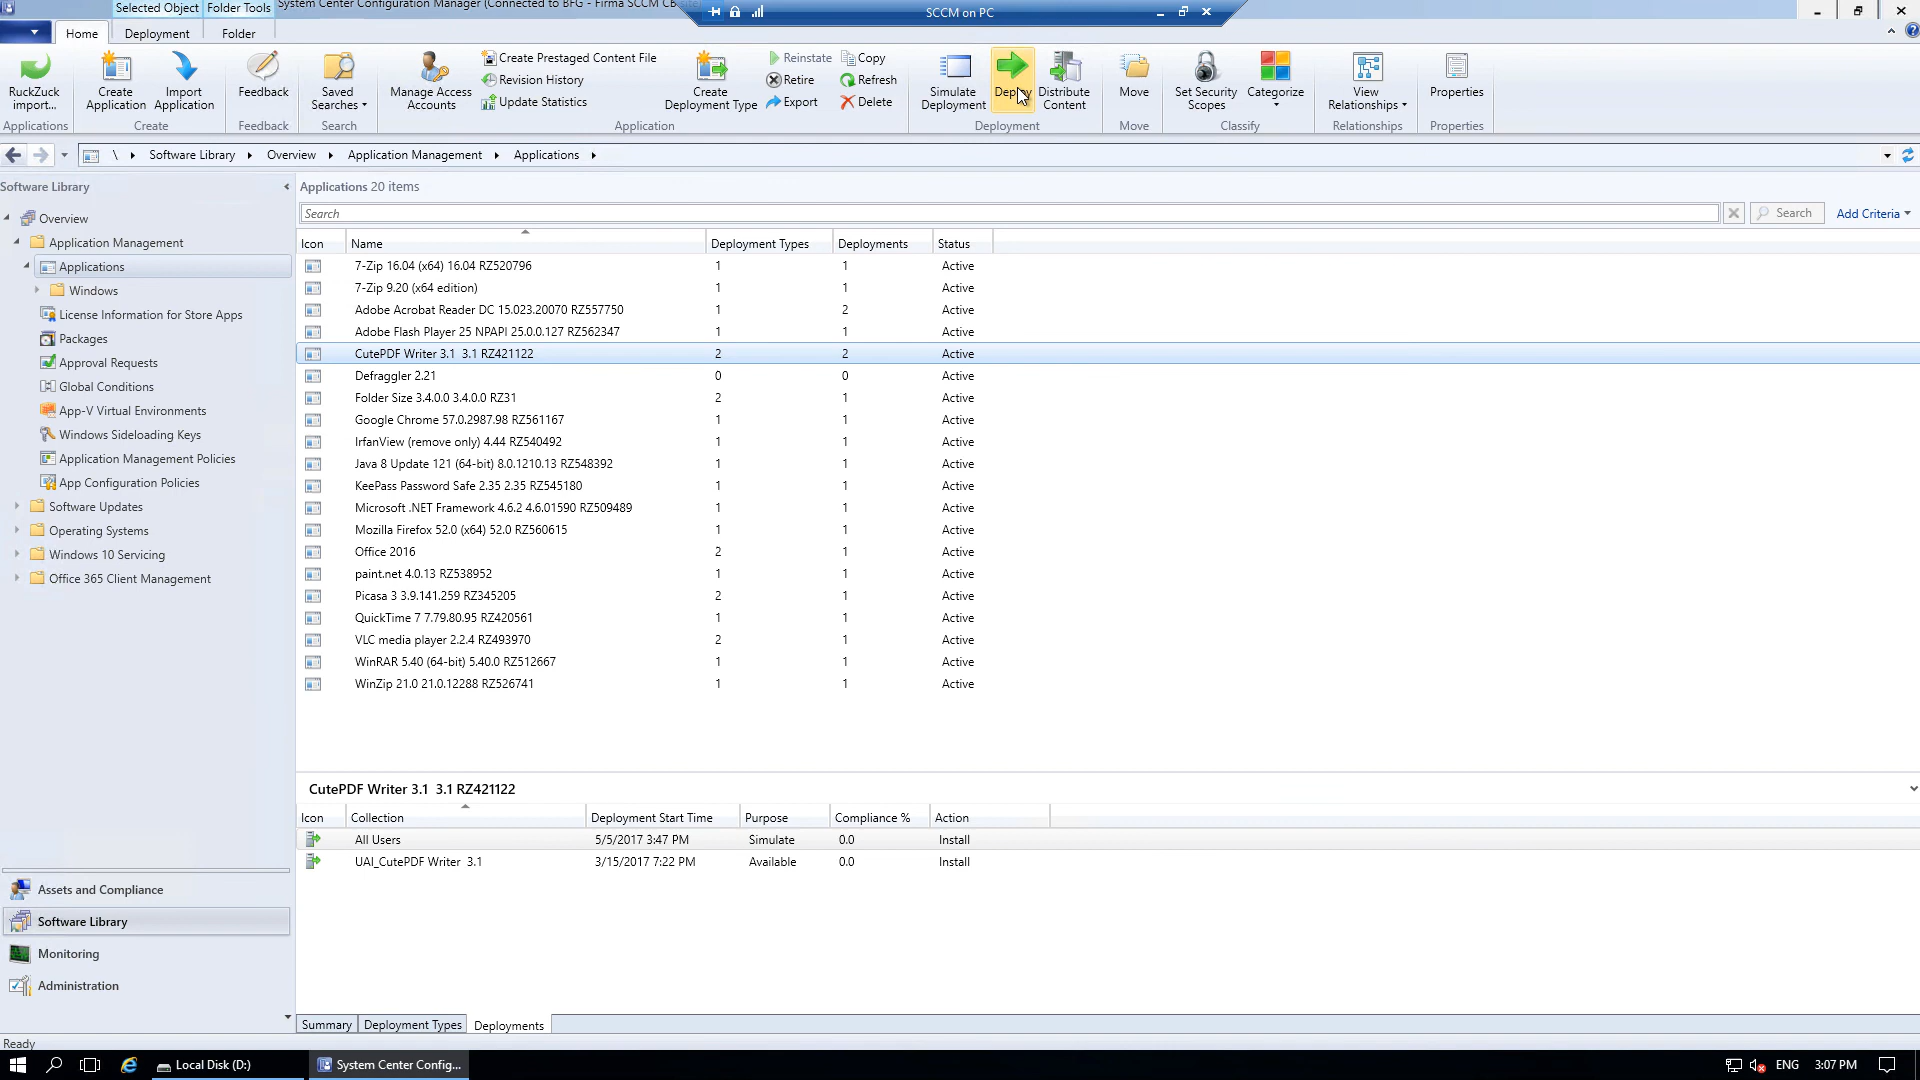 Selected Object Folder Tools System Center Configuration Manager (Connected to BFG - Firma SCCM CB site SCCM on PC
Home Deployment Folder
RuckZuck import... Create Application Import Application Feedback Saved Searches Manage Access Accounts
Create Prestaged Content File
Revision History
Update Statistics
Create Deployment Type
Reinstate
Retire
Export
Copy
Refresh
Delete
Simulate Deployment Deploy Distribute Content Move Set Security Scopes Categorize View Relationships Properties
Applications Create Feedback Search Application Deployment Move Classify Relationships Properties
\ Software Library Overview Application Management Applications
Software Library
Overview
Application Management
Applications
Windows
License Information for Store Apps
Packages
Approval Requests
Global Conditions
App-V Virtual Environments
Windows Sideloading Keys
Application Management Policies
App Configuration Policies
Software Updates
Operating Systems
Windows 10 Servicing
Office 365 Client Management
Assets and Compliance
Software Library
Monitoring
Administration
Applications 20 items
Search Search Add Criteria
Icon Name Deployment Types Deployments Status
7-Zip 16.04 (x64) 16.04 RZ520796 1 1 Active
7-Zip 9.20 (x64 edition) 1 1 Active
Adobe Acrobat Reader DC 15.023.20070 RZ557750 1 2 Active
Adobe Flash Player 25 NPAPI 25.0.0.127 RZ562347 1 1 Active
CutePDF Writer 3.1 3.1 RZ421122 2 2 Active
Defraggler 2.21 0 0 Active
Folder Size 3.4.0.0 3.4.0.0 RZ31 2 1 Active
Google Chrome 57.0.2987.98 RZ561167 1 1 Active
IrfanView (remove only) 4.44 RZ540492 1 1 Active
Java 8 Update 121 (64-bit) 8.0.1210.13 RZ548392 1 1 Active
KeePass Password Safe 2.35 2.35 RZ545180 1 1 Active
Microsoft .NET Framework 4.6.2 4.6.01590 RZ509489 1 1 Active
Mozilla Firefox 52.0 (x64) 52.0 RZ560615 1 1 Active
Office 2016 2 1 Active
paint.net 4.0.13 RZ538952 1 1 Active
Picasa 3 3.9.141.259 RZ345205 2 1 Active
QuickTime 7 7.79.80.95 RZ420561 1 1 Active
VLC media player 2.2.4 RZ493970 2 1 Active
WinRAR 5.40 (64-bit) 5.40.0 RZ512667 1 1 Active
WinZip 21.0 21.0.12288 RZ526741 1 1 Active
CutePDF Writer 3.1 3.1 RZ421122
Icon Collection Deployment Start Time Purpose Compliance % Action
All Users 5/5/2017 3:47 PM Simulate 0.0 Install
UAI_CutePDF Writer 3.1 3/15/2017 7:22 PM Available 0.0 Install
Summary Deployment Types Deployments
Ready
Local Disk (D:) System Center Config... ENG 3:07 PM